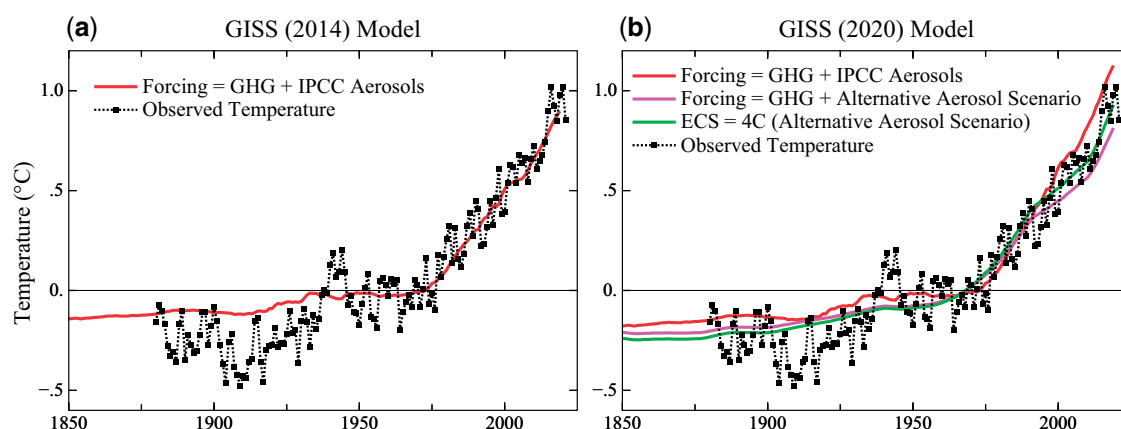 (a)
GISS (2014) Model
Forcing = GHG + IPCC Aerosols
Observed Temperature
Temperature (°C)
1.0
.5
0.
−.5
1850
1900
1950
2000
(b)
GISS (2020) Model
Forcing = GHG + IPCC Aerosols
Forcing = GHG + Alternative Aerosol Scenario
ECS = 4C (Alternative Aerosol Scenario)
Observed Temperature
1.0
.5
0.
−.5
1850
1900
1950
2000